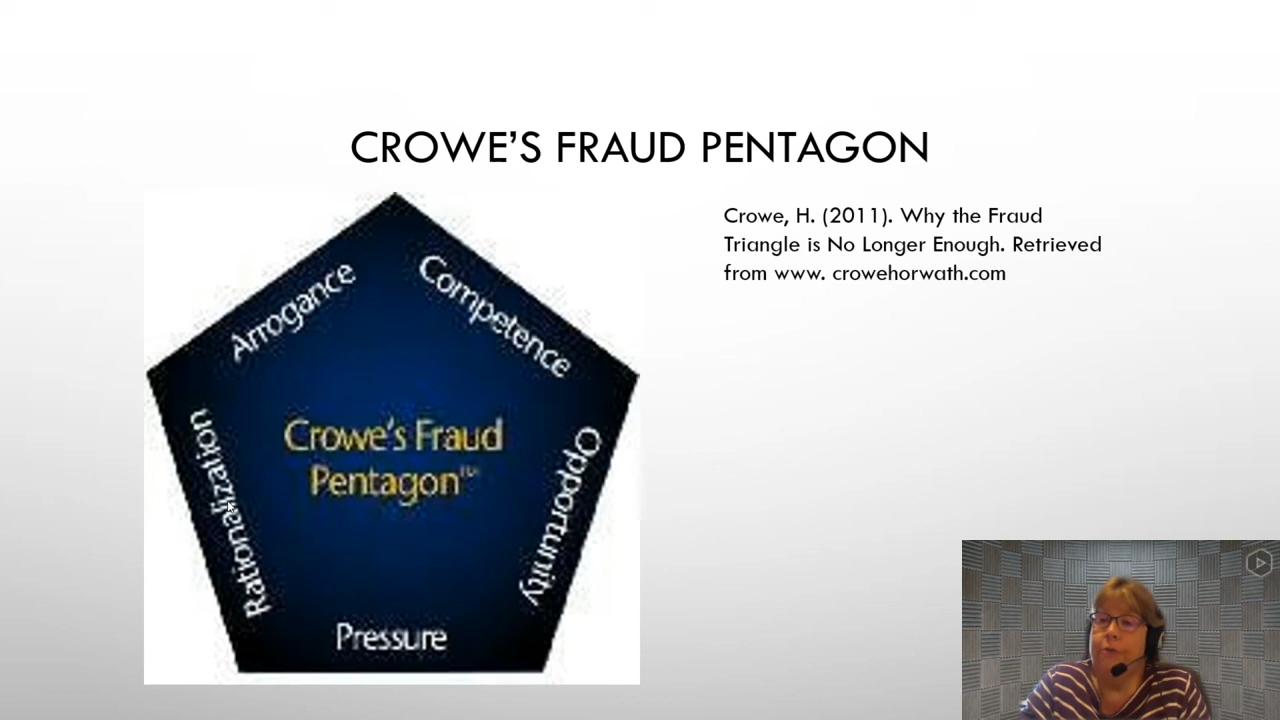 CROWE’S FRAUD PENTAGON
Crowe, H. (2011). Why the Fraud
Triangle is No Longer Enough. Retrieved
from www. crowehorwath.com
Arrogance
Competence
Rationalization
Crowe's Fraud
Pentagon™
Opportunity
Pressure